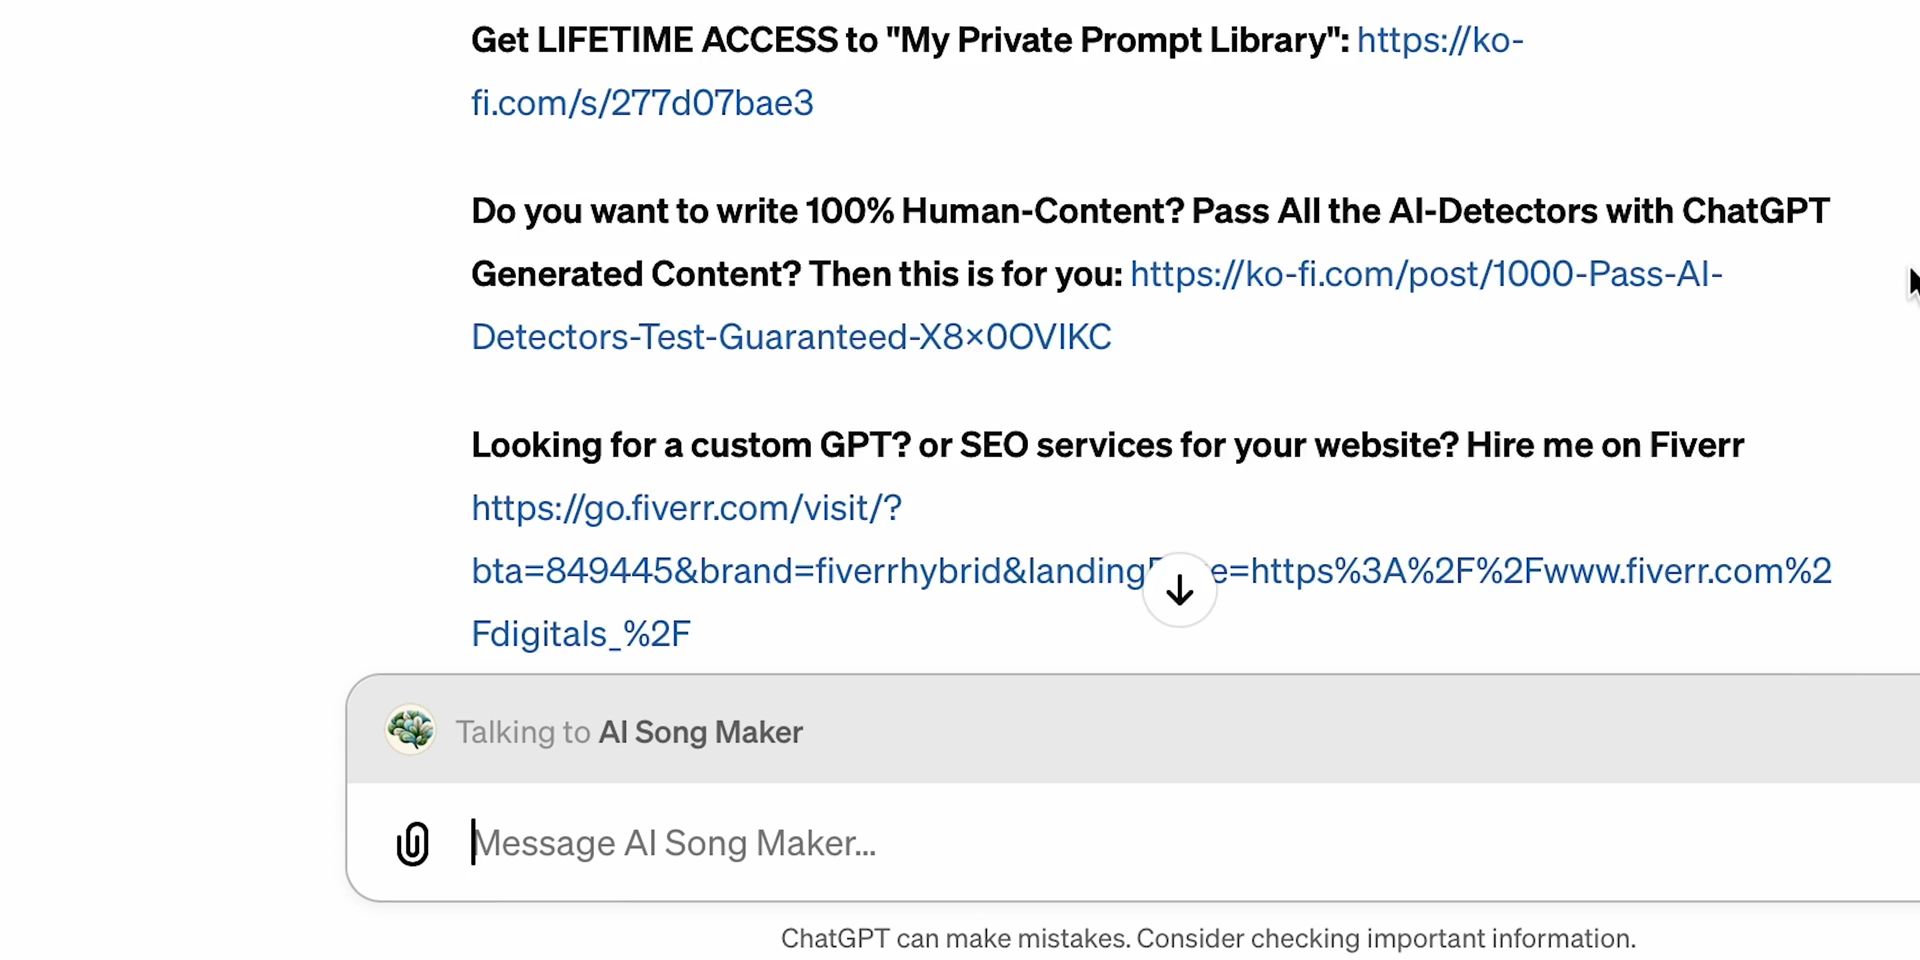 Get LIFETIME ACCESS to "My Private Prompt Library": https://ko-
fi.com/s/277d07bae3
Do you want to write 100% Human-Content? Pass All the AI-Detectors with ChatGPT
Generated Content? Then this is for you: https://ko-fi.com/post/1000-Pass-AI-
Detectors-Test-Guaranteed-X8×0OVIKC
Looking for a custom GPT? or SEO services for your website? Hire me on Fiverr
https://go.fiverr.com/visit/?
bta=849445&brand=fiverrhybrid&landing e=https%3A%2F%2Fwww.fiverr.com%2
Fdigitals_%2F
Talking to AI Song Maker
Message AI Song Maker...
ChatGPT can make mistakes. Consider checking important information.